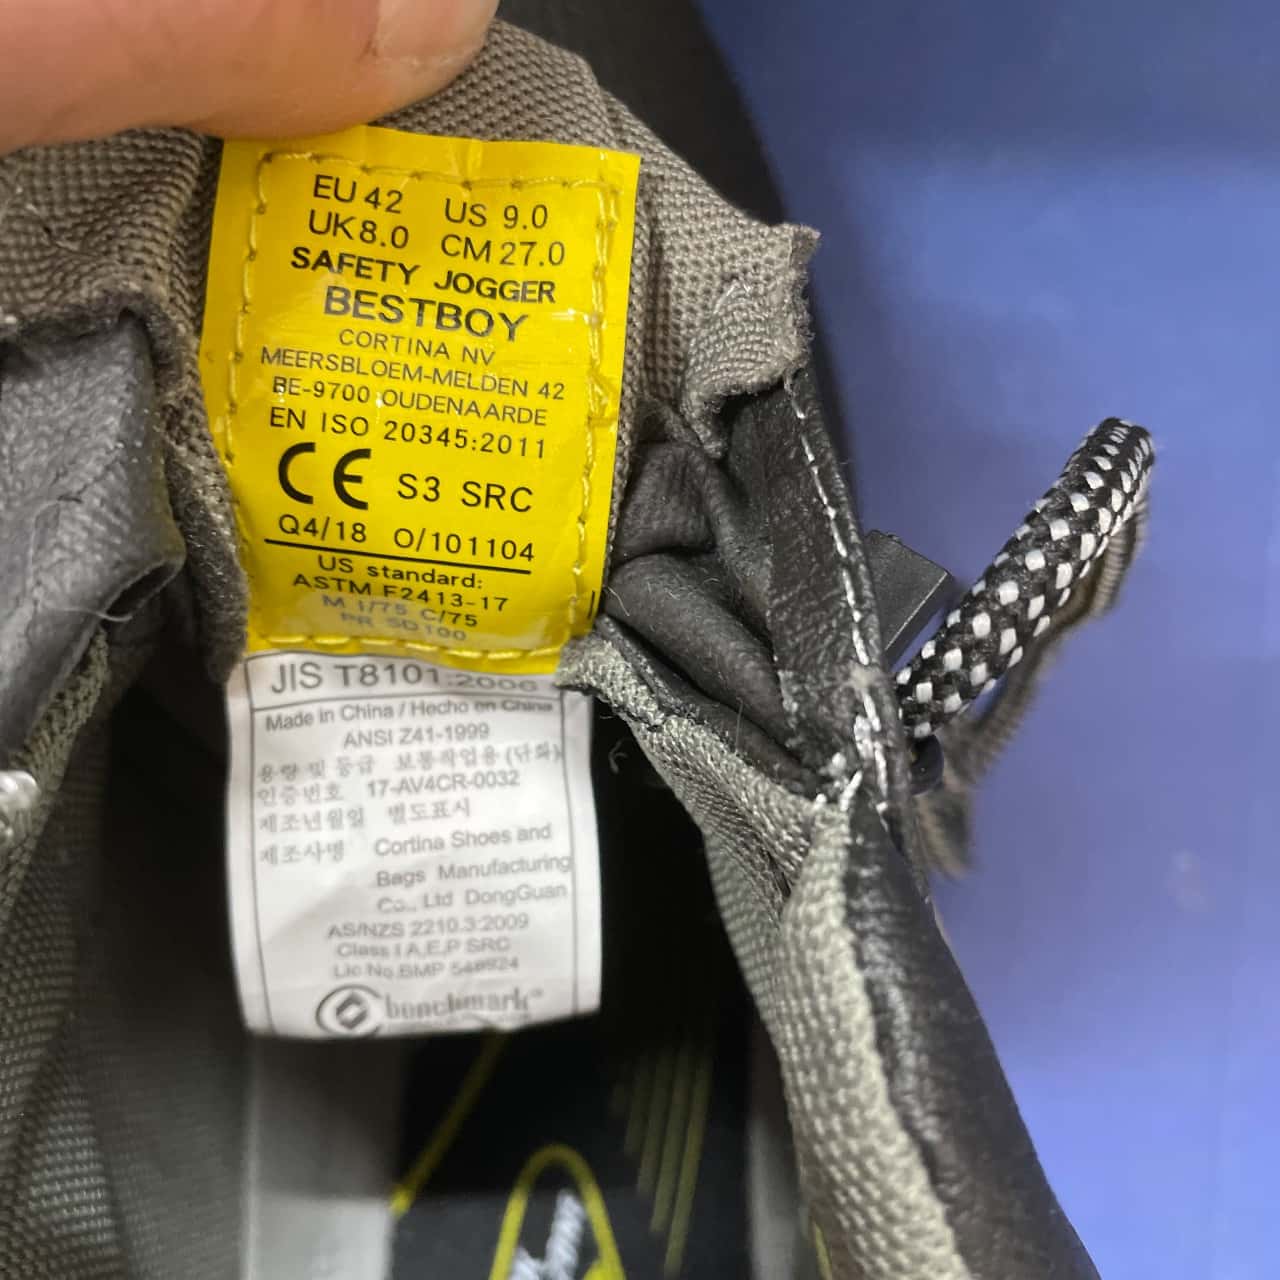 EU 42 US 9.0
UK8.0 CM 27.0
SAFETY JOGGER
BESTBOY
CORTINA NV
MEERSBLOEM-MELDEN 42
BE-9700 OUDENAARDE
EN ISO 20345:2011
CE S3 SRC
Q4/18 O/101104
US standard:
ASTM F2413-17
M I/75 C/75
PR SD100
JIS T8101:2006
Made in China / Hecho en China
ANSI Z41-1999
용량 및 등급 보통작업용(단화)
인증번호 17-AV4CR-0032
제조년월일 별도표시
제조사명 Cortina Shoes and
Bags Manufacturing
Co., Ltd DongGuan
AS/NZS 2210.3:2009
Class I A,E,P SRC
Lic No.BMP 548924
benchmark